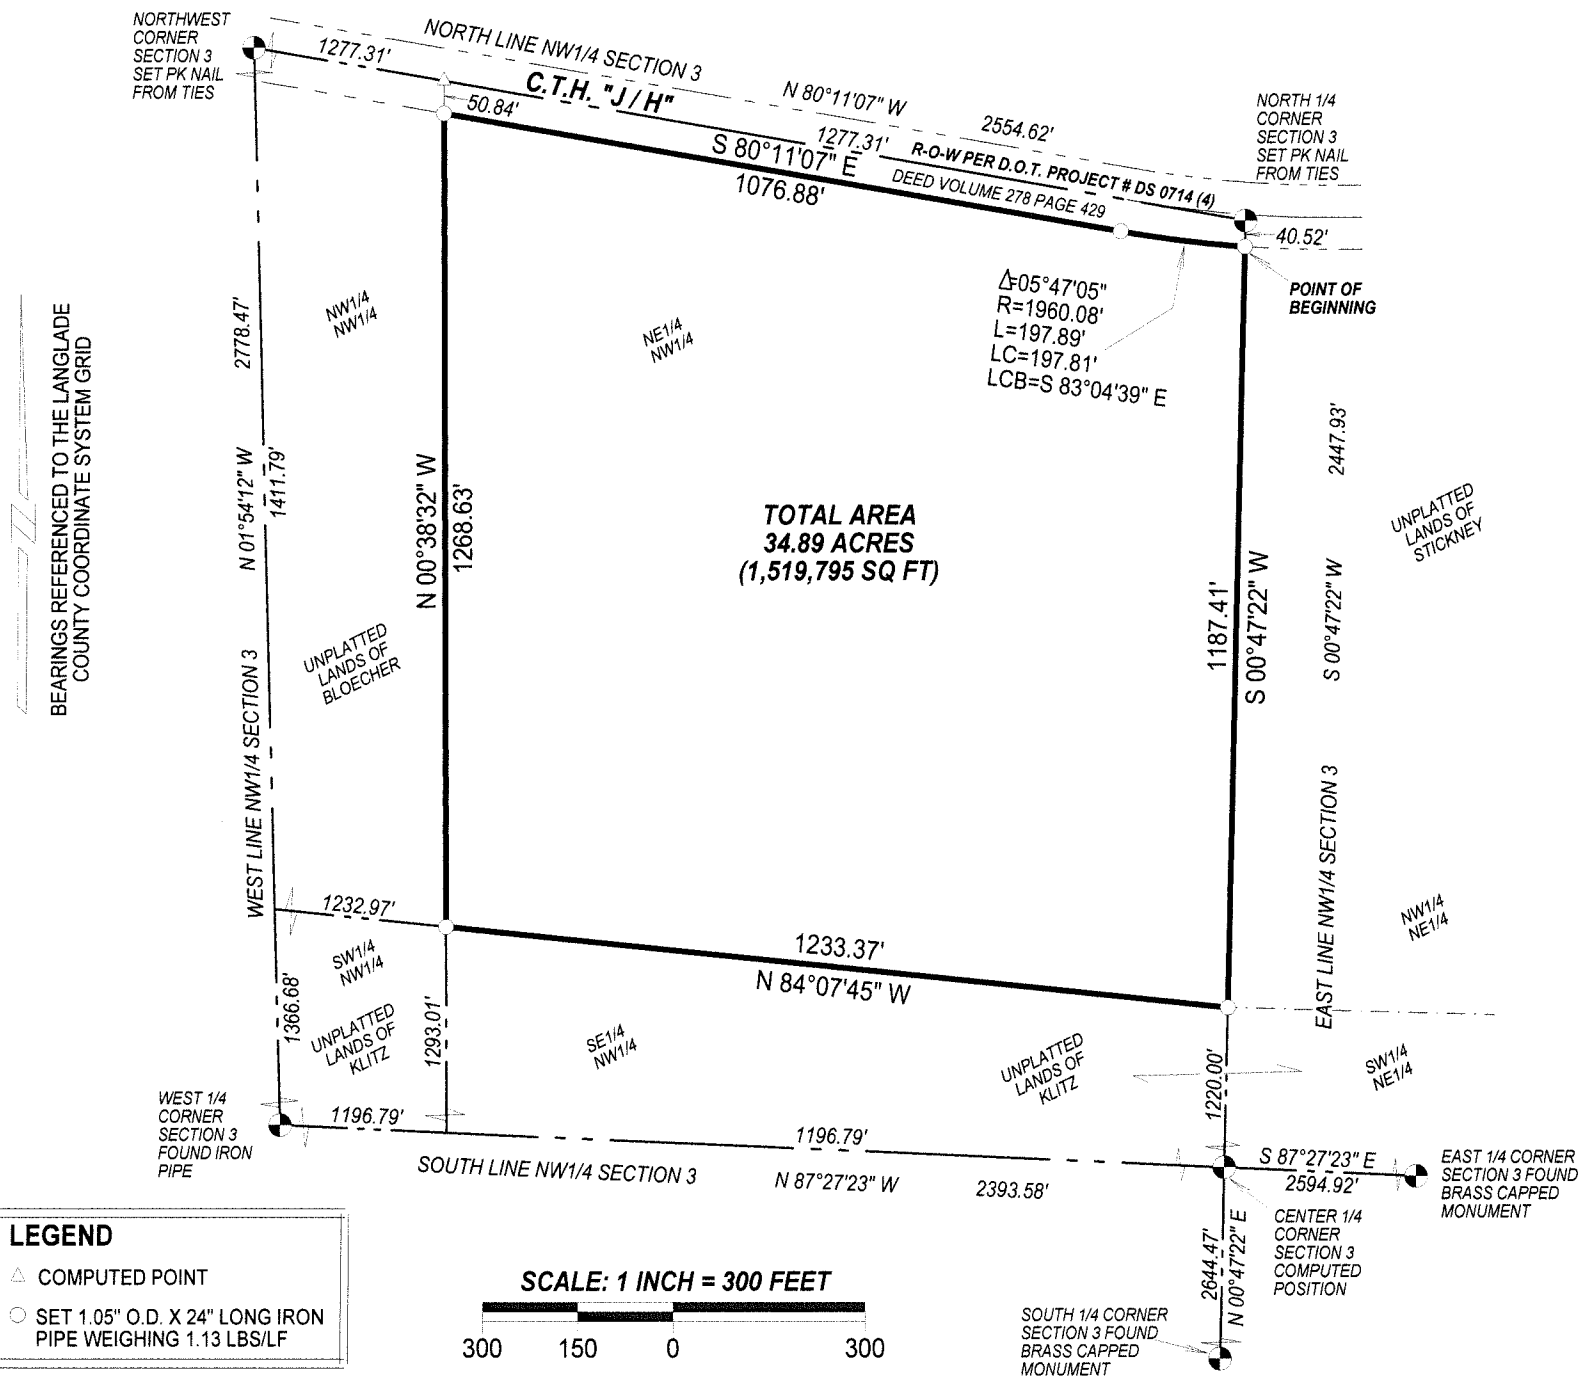 NORTHWEST
CORNER
SECTION 3
SET PK NAIL
FROM TIES
1277.31'
NORTH LINE NW1/4 SECTION 3
C.T.H. "J / H"
N 80°11'07" W
2554.62'
NORTH 1/4
CORNER
SECTION 3
SET PK NAIL
FROM TIES
50.84'
1277.31'
S 80°11'07" E
1076.88'
R-O-W PER D.O.T. PROJECT # DS 0714 (4)
DEED VOLUME 278 PAGE 429
40.52'
POINT OF
BEGINNING
Δ=05°47'05"
R=1960.08'
L=197.89'
LC=197.81'
LCB=S 83°04'39" E
NW1/4
NW1/4
NE1/4
NW1/4
2778.47'
N 01°54'12" W
1411.79'
WEST LINE NW1/4 SECTION 3
BEARINGS REFERENCED TO THE LANGLADE
COUNTY COORDINATE SYSTEM GRID
N 00°38'32" W
1268.63'
TOTAL AREA
34.89 ACRES
(1,519,795 SQ FT)
1187.41'
S 00°47'22" W
2447.93'
S 00°47'22" W
EAST LINE NW1/4 SECTION 3
UNPLATTED
LANDS OF
STICKNEY
UNPLATTED
LANDS OF
BLOECHER
1232.97'
1233.37'
N 84°07'45" W
SW1/4
NW1/4
1366.68'
UNPLATTED
LANDS OF
KLITZ
1293.01'
SE1/4
NW1/4
UNPLATTED
LANDS OF
KLITZ
1220.00'
NW1/4
NE1/4
SW1/4
NE1/4
WEST 1/4
CORNER
SECTION 3
FOUND IRON
PIPE
1196.79'
1196.79'
SOUTH LINE NW1/4 SECTION 3
N 87°27'23" W
2393.58'
S 87°27'23" E
2594.92'
EAST 1/4 CORNER
SECTION 3 FOUND
BRASS CAPPED
MONUMENT
CENTER 1/4
CORNER
SECTION 3
COMPUTED
POSITION
2644.47'
N 00°47'22" E
SOUTH 1/4 CORNER
SECTION 3 FOUND
BRASS CAPPED
MONUMENT
LEGEND
COMPUTED POINT
SET 1.05" O.D. X 24" LONG IRON
PIPE WEIGHING 1.13 LBS/LF
SCALE: 1 INCH = 300 FEET
300 150 0 300